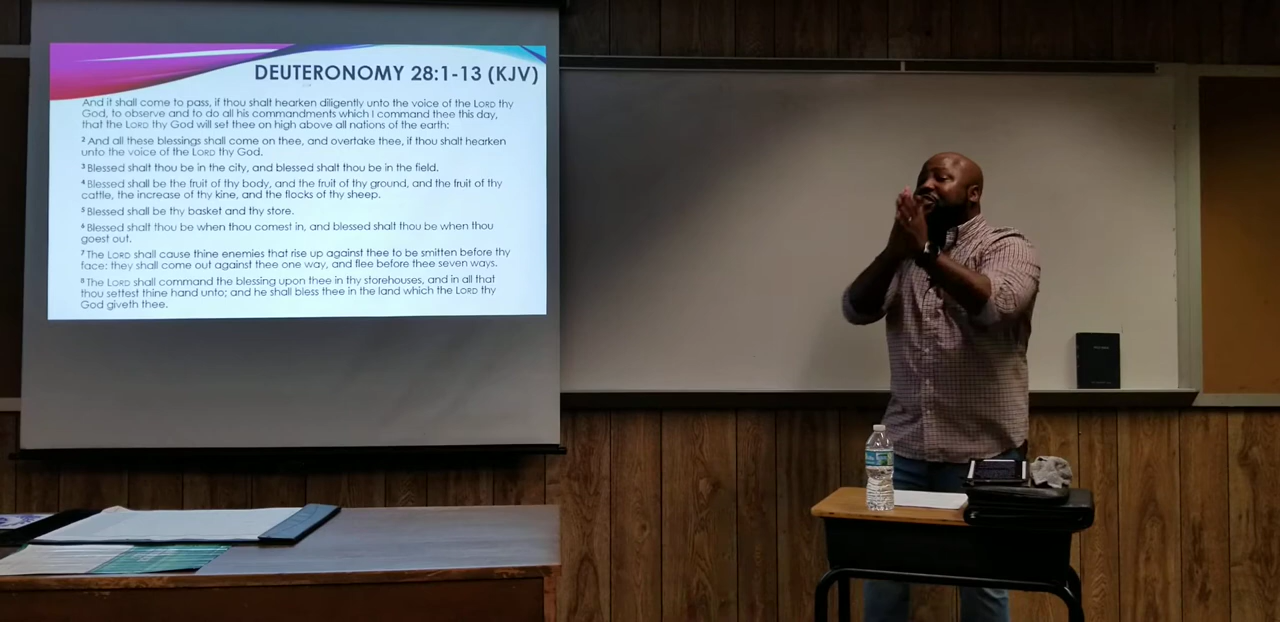 DEUTERONOMY 28:1-13 (KJV)
And it shall come to pass, if thou shalt hearken diligently unto the voice of the LORD thy
God, to observe and to do all his commandments which I command thee this day,
that the LORD thy God will set thee on high above all nations of the earth:
2 And all these blessings shall come on thee, and overtake thee, if thou shalt hearken
unto the voice of the LORD thy God.
3 Blessed shalt thou be in the city, and blessed shalt thou be in the field.
4 Blessed shall be the fruit of thy body, and the fruit of thy ground, and the fruit of thy
cattle, the increase of thy kine, and the flocks of thy sheep.
5 Blessed shall be thy basket and thy store.
6 Blessed shalt thou be when thou comest in, and blessed shalt thou be when thou
goest out.
7 The LORD shall cause thine enemies that rise up against thee to be smitten before thy
face: they shall come out against thee one way, and flee before thee seven ways.
8 The LORD shall command the blessing upon thee in thy storehouses, and in all that
thou settest thine hand unto; and he shall bless thee in the land which the LORD thy
God giveth thee.